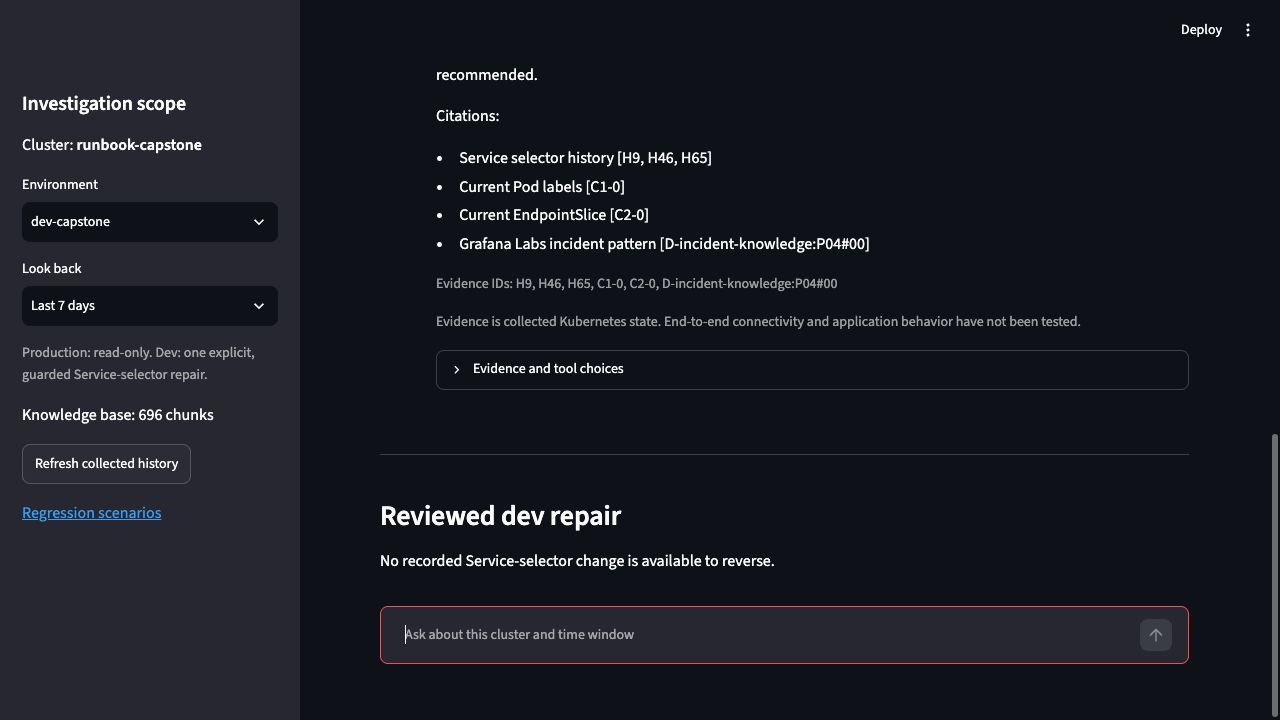 Deploy
Investigation scope
Cluster: runbook-capstone
Environment
dev-capstone
Look back
Last 7 days
Production: read-only. Dev: one explicit,
guarded Service-selector repair.
Knowledge base: 696 chunks
Refresh collected history
Regression scenarios
recommended.
Citations:
• Service selector history [H9, H46, H65]
• Current Pod labels [C1-0]
• Current EndpointSlice [C2-0]
• Grafana Labs incident pattern [D-incident-knowledge:P04#00]
Evidence IDs: H9, H46, H65, C1-0, C2-0, D-incident-knowledge:P04#00
Evidence is collected Kubernetes state. End-to-end connectivity and application behavior have not been tested.
Evidence and tool choices
Reviewed dev repair
No recorded Service-selector change is available to reverse.
Ask about this cluster and time window